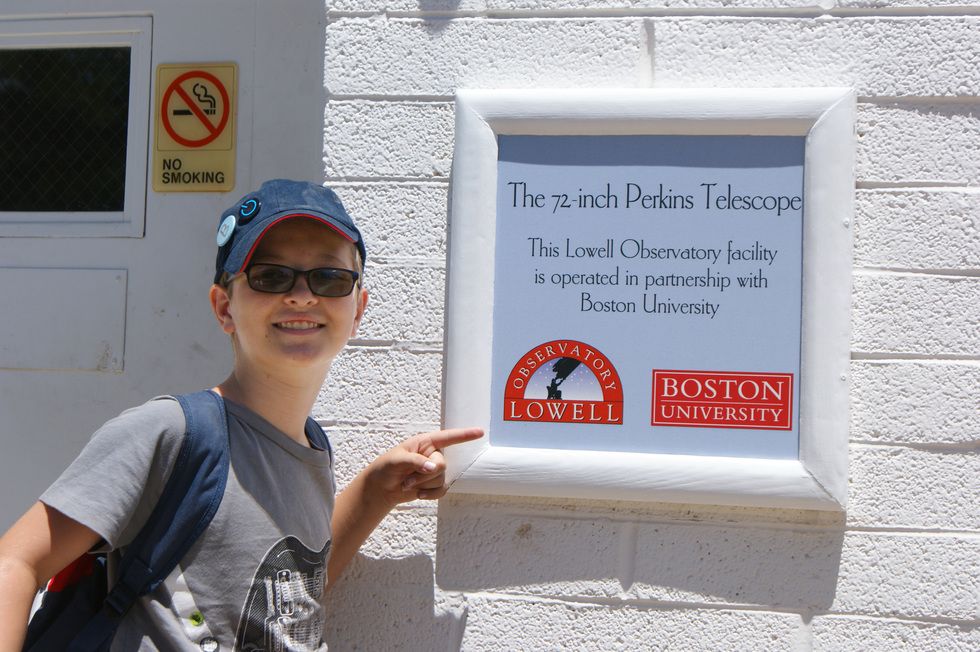 NO
SMOKING
The 72-inch Perkins Telescope
This Lowell Observatory facility
is operated in partnership with
Boston University
OBSERVATORY
LOWELL
BOSTON
UNIVERSITY